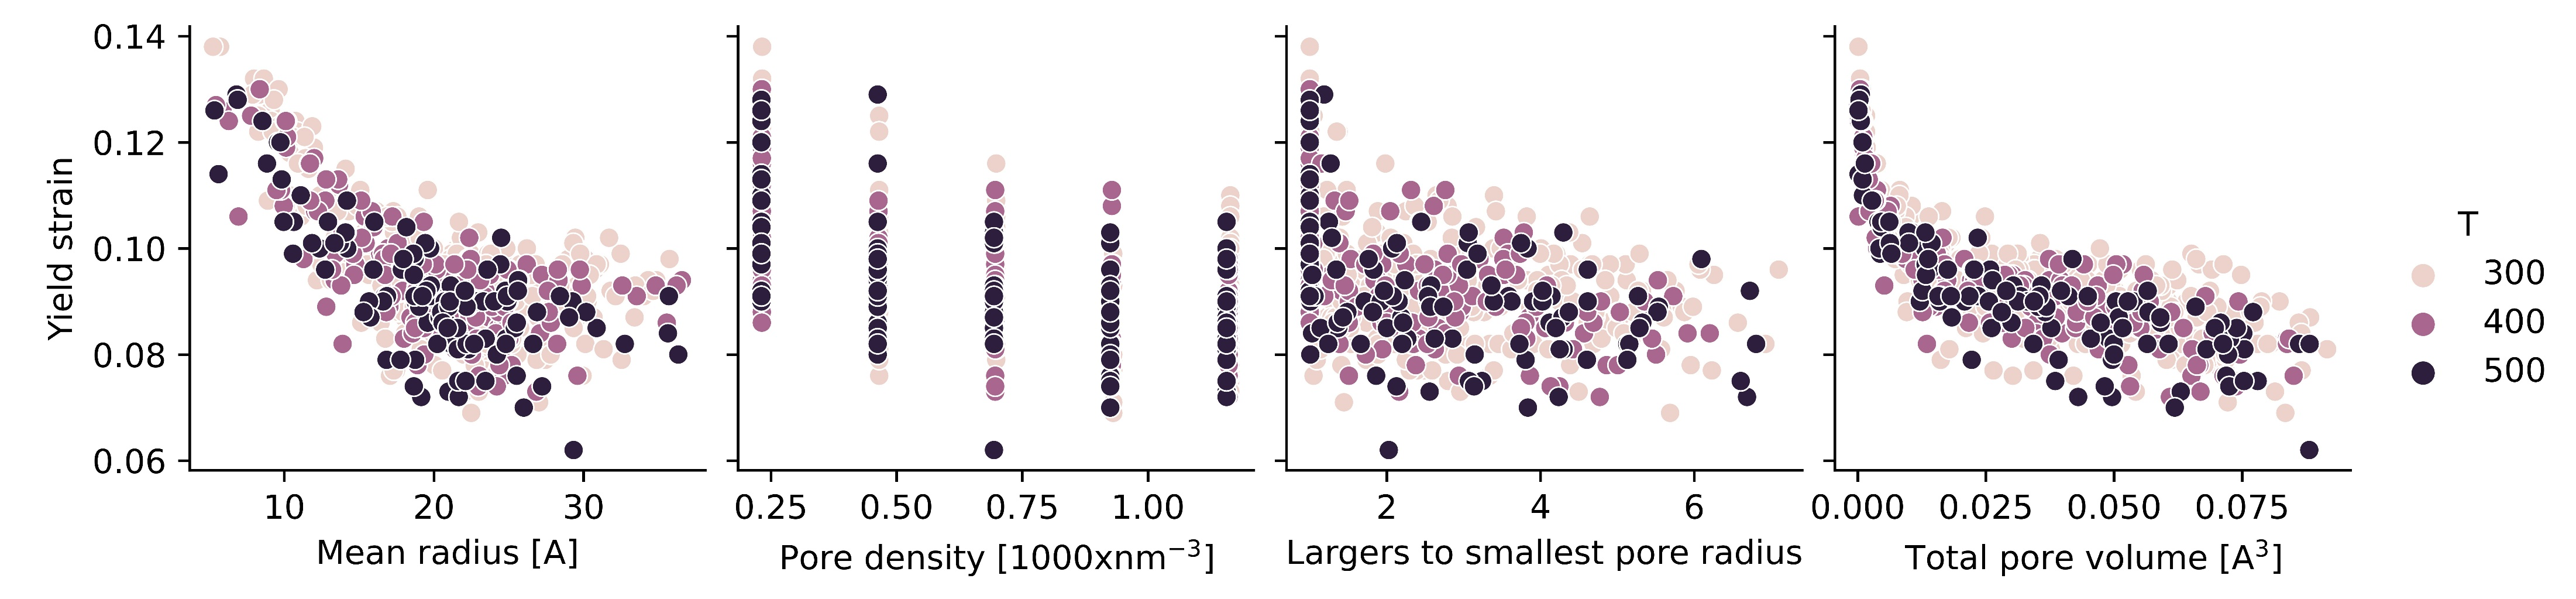 0.14
0.12
0.10
0.08
0.06
Yield strain
10 20 30
Mean radius [A]
0.25 0.50 0.75 1.00
Pore density [1000xnm⁻³]
2 4 6
Largers to smallest pore radius
0.000 0.025 0.050 0.075
Total pore volume [A³]
T
300
400
500